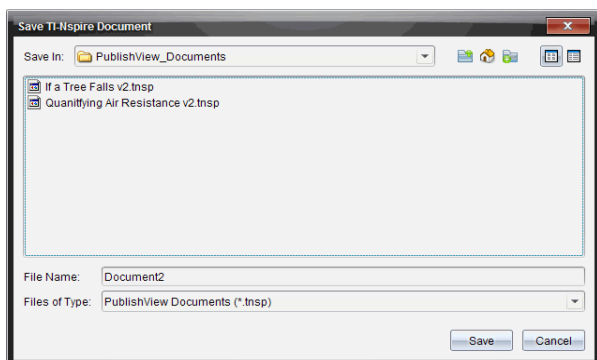 Save TI-Nspire Document
Save In: PublishView_Documents
If a Tree Falls v2.tnsp
Quanitfying Air Resistance v2.tnsp
File Name: Document2
Files of Type: PublishView Documents (*.tnsp)
Save Cancel